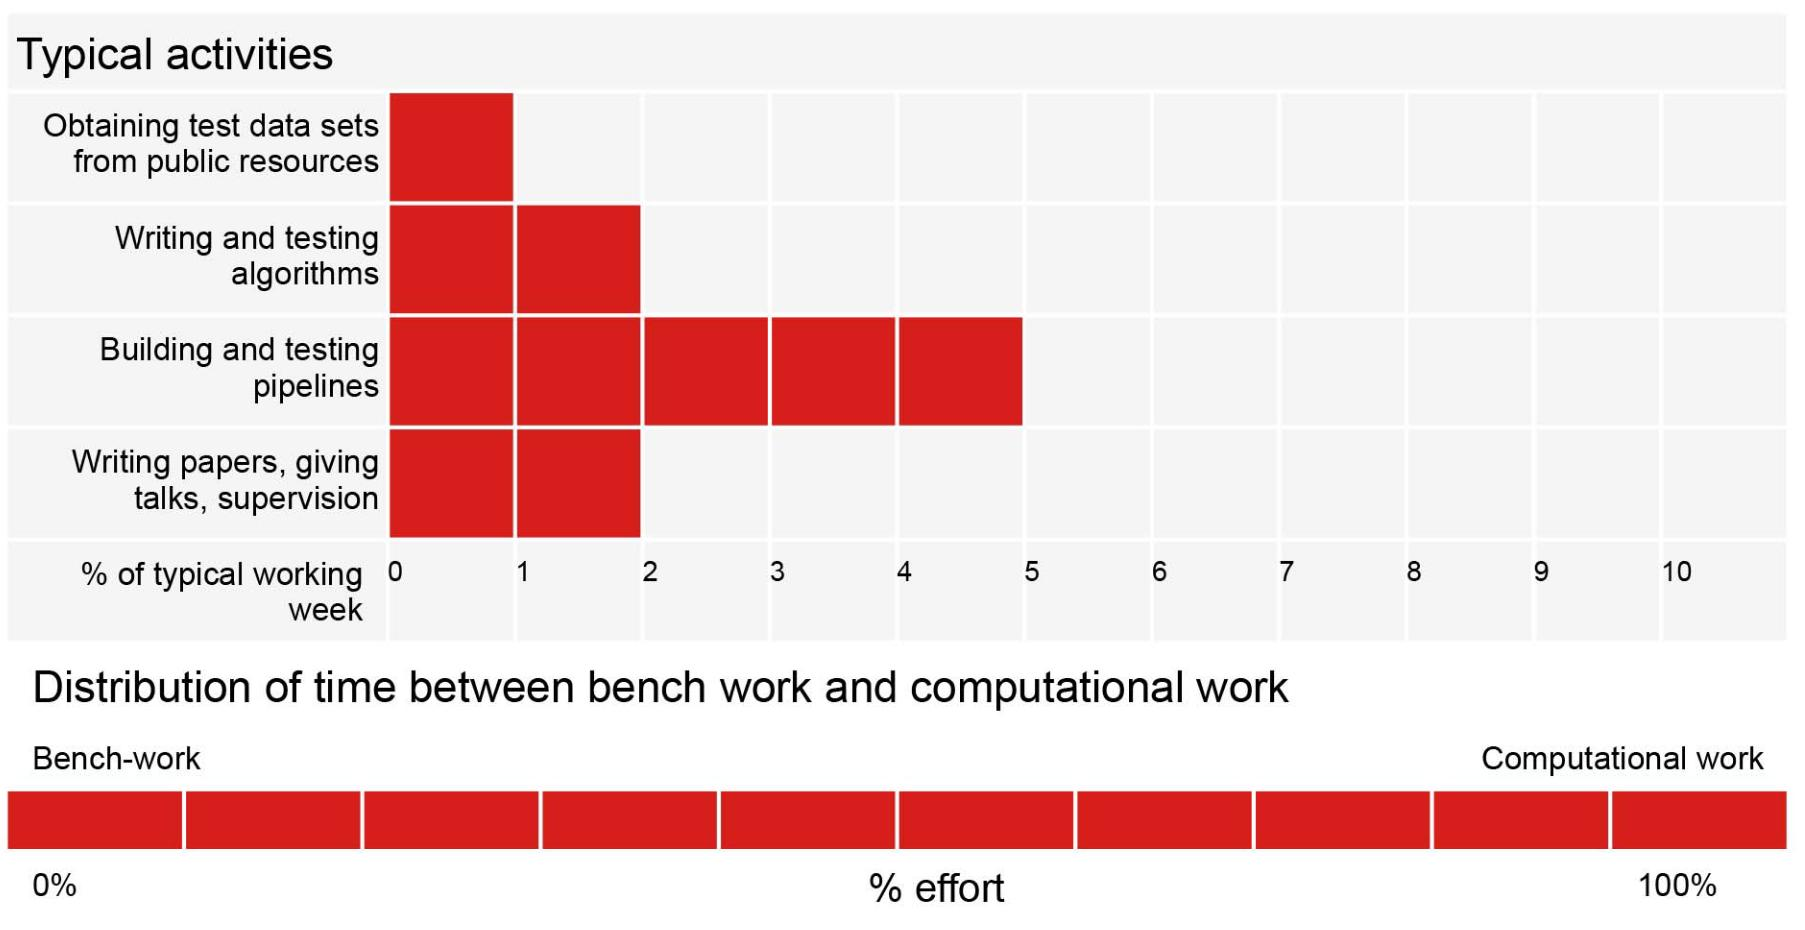 Typical activities
Obtaining test data sets
from public resources
Writing and testing
algorithms
Building and testing
pipelines
Writing papers, giving
talks, supervision
% of typical working
week
0 1 2 3 4 5 6 7 8 9 10
Distribution of time between bench work and computational work
Bench-work Computational work
0% % effort 100%